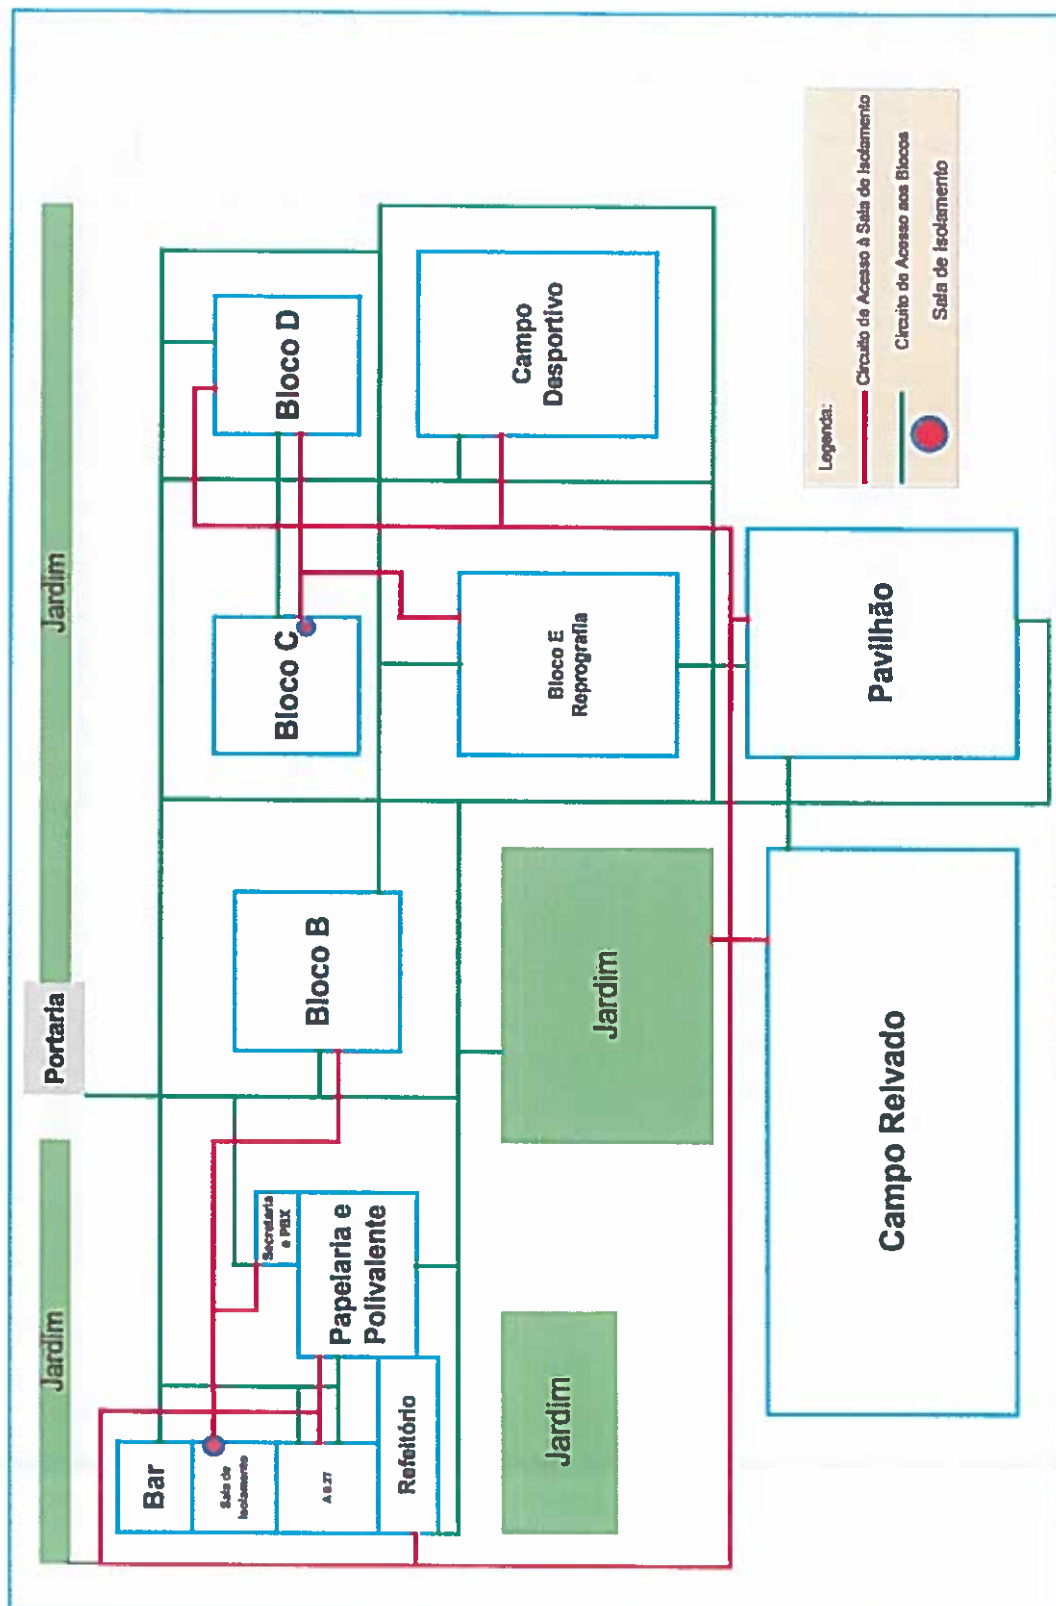 Jardim
Portaria
Jardim
Bar
Sala de
Isolamento
A 0.27
Refeitório
Secretaria
e PBX
Papelaria e
Polivalente
Bloco B
Bloco C
Bloco D
Jardim
Jardim
Bloco E
Reprografia
Campo
Desportivo
Campo Relvado
Pavilhão
Legenda:
Circuito de Acesso à Sala de Isolamento
Circuito de Acesso aos Blocos
Sala de Isolamento